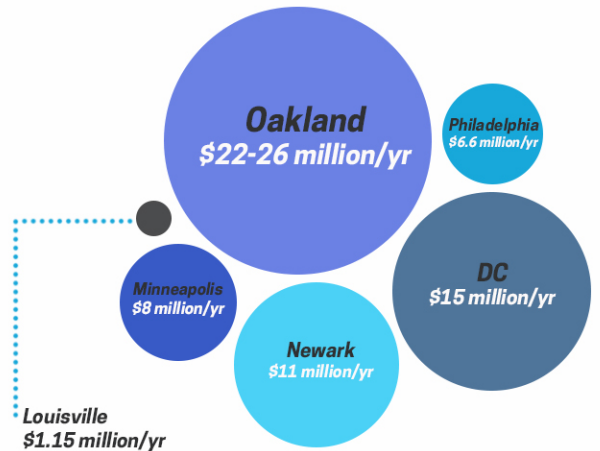 Oakland
$22-26 million/yr
Philadelphia
$6.6 million/yr
DC
$15 million/yr
Minneapolis
$8 million/yr
Newark
$11 million/yr
Louisville
$1.15 million/yr